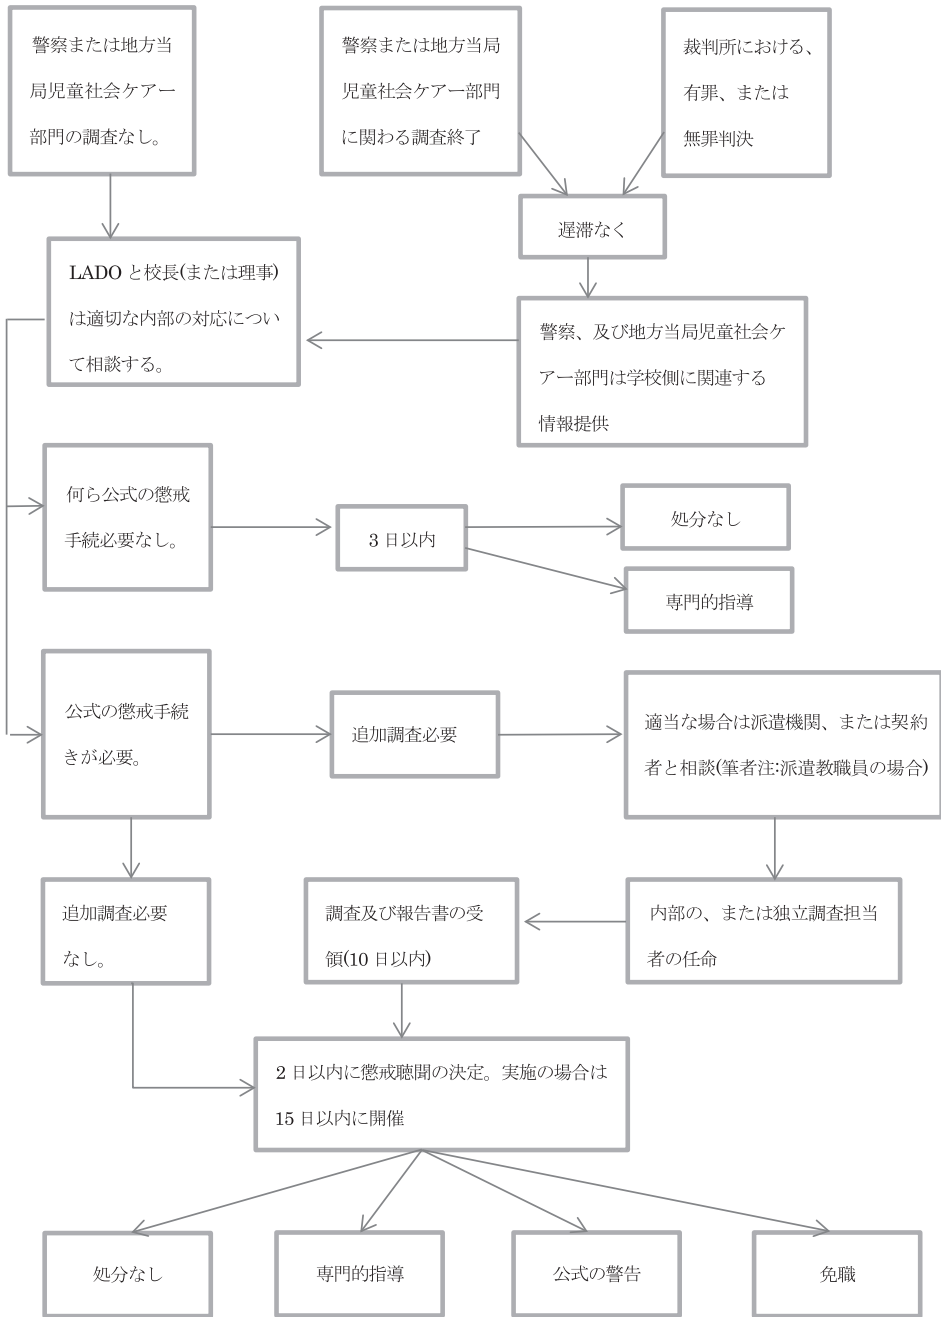 警察または地方当
局児童社会ケアー
部門の調査なし。
警察または地方当局
児童社会ケアー部門
に関わる調査終了
裁判所における、
有罪、または
無罪判決
遅滞なく
LADO と校長(または理事)
は適切な内部の対応につい
て相談する。
警察、及び地方当局児童社会ケ
アー部門は学校側に関連する
情報提供
何ら公式の懲戒
手続必要なし。
3 日以内
処分なし
専門的指導
公式の懲戒手続
きが必要。
追加調査必要
適当な場合は派遣機関、または契約
者と相談(筆者注:派遣教職員の場合)
追加調査必要
なし。
調査及び報告書の受
領(10 日以内)
内部の、または独立調査担当
者の任命
2 日以内に懲戒聴聞の決定。実施の場合は
15 日以内に開催
処分なし
専門的指導
公式の警告
免職